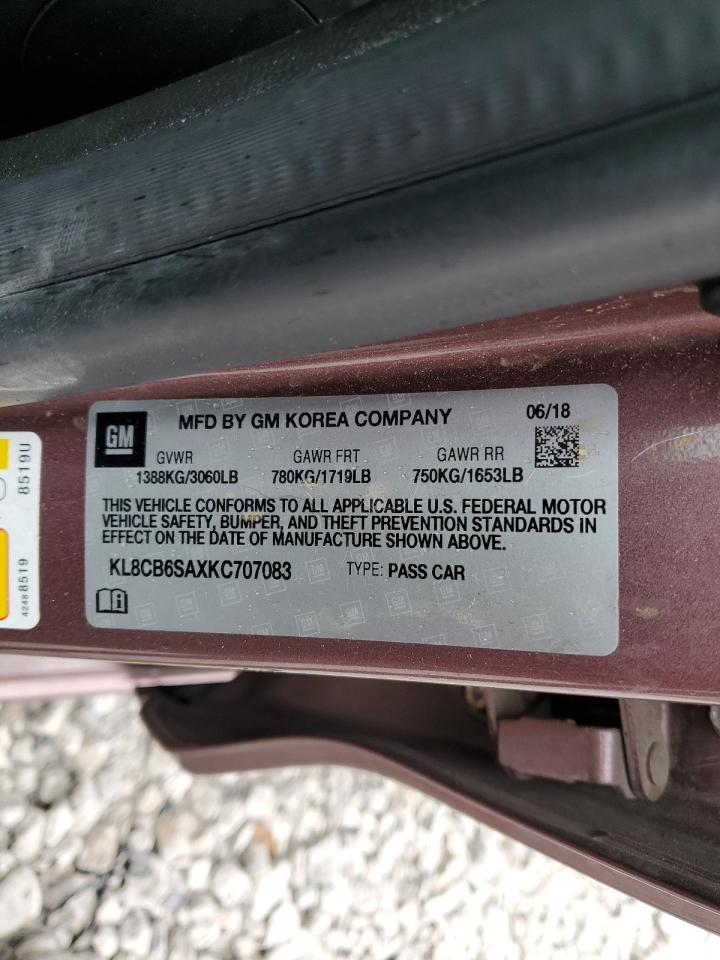 GM
MFD BY GM KOREA COMPANY
06/18
GVWR GAWR FRT GAWR RR
1388KG/3060LB 780KG/1719LB 750KG/1653LB
THIS VEHICLE CONFORMS TO ALL APPLICABLE U.S. FEDERAL MOTOR
VEHICLE SAFETY, BUMPER, AND THEFT PREVENTION STANDARDS IN
EFFECT ON THE DATE OF MANUFACTURE SHOWN ABOVE.
KL8CB6SAXKC707083 TYPE: PASS CAR
8519U
4248 8519